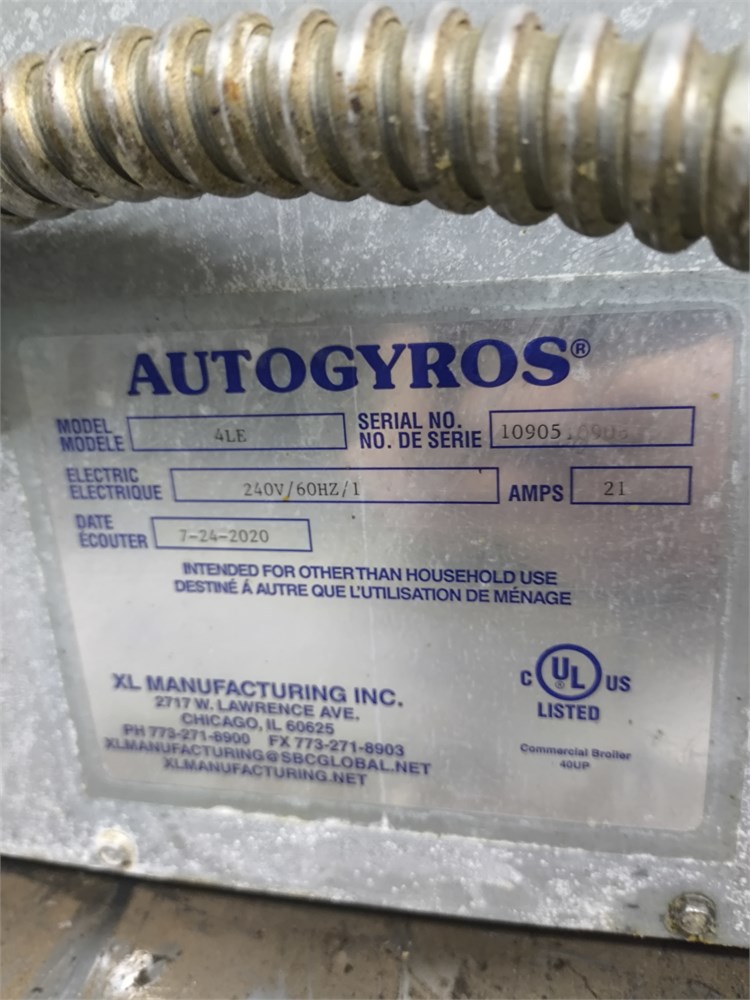 AUTOGYROS®
MODEL 4LE SERIAL NO. 10905
MODELE NO. DE SERIE
ELECTRIC 240V/60HZ/1 AMPS 21
ELECTRIQUE
DATE 7-24-2020
ÉCOUTER
INTENDED FOR OTHER THAN HOUSEHOLD USE
DESTINÉ Á AUTRE QUE L'UTILISATION DE MÉNAGE
XL MANUFACTURING INC.
2717 W. LAWRENCE AVE.
CHICAGO, IL 60625
PH 773-271-8900 FX 773-271-8903
XLMANUFACTURING@SBCGLOBAL.NET
XLMANUFACTURING.NET
C UL® US
LISTED
Commercial Broiler
40UP